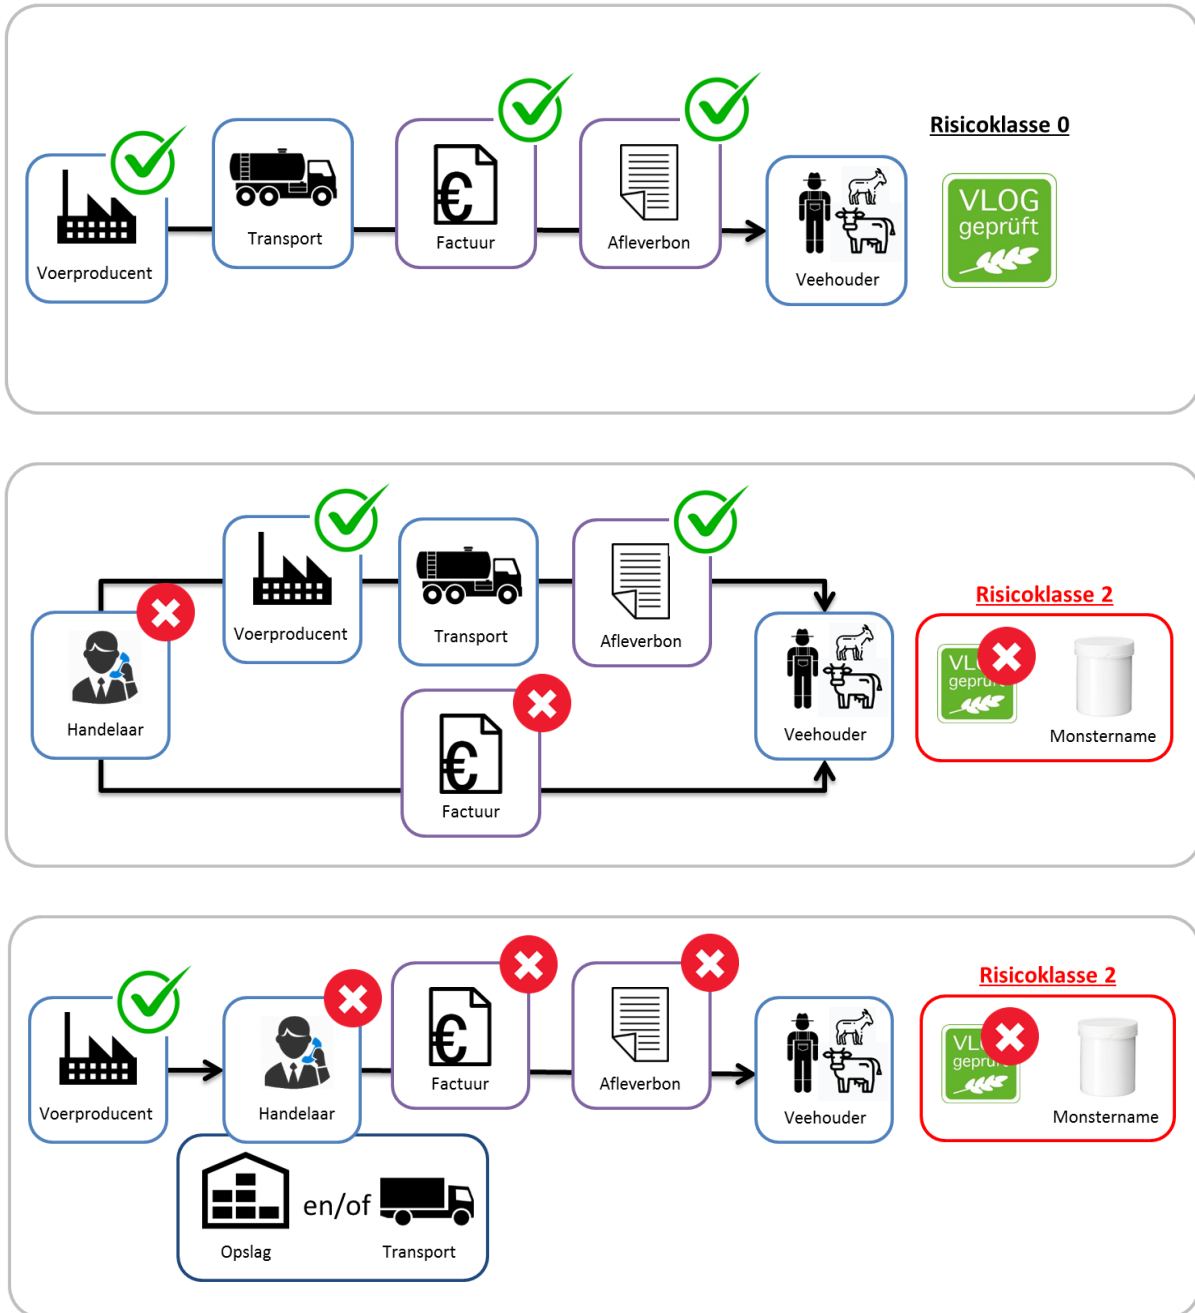 Risicoklasse 0
Voerproducent
Transport
€
Factuur
Afleverbon
Veehouder
VLOG
geprüft
Handelaar
Voerproducent
Transport
Afleverbon
€
Factuur
Veehouder
Risicoklasse 2
geprüft
Monstername
Voerproducent
Handelaar
€
Factuur
Afleverbon
Veehouder
Risicoklasse 2
Monstername
Opslag
en/of
Transport